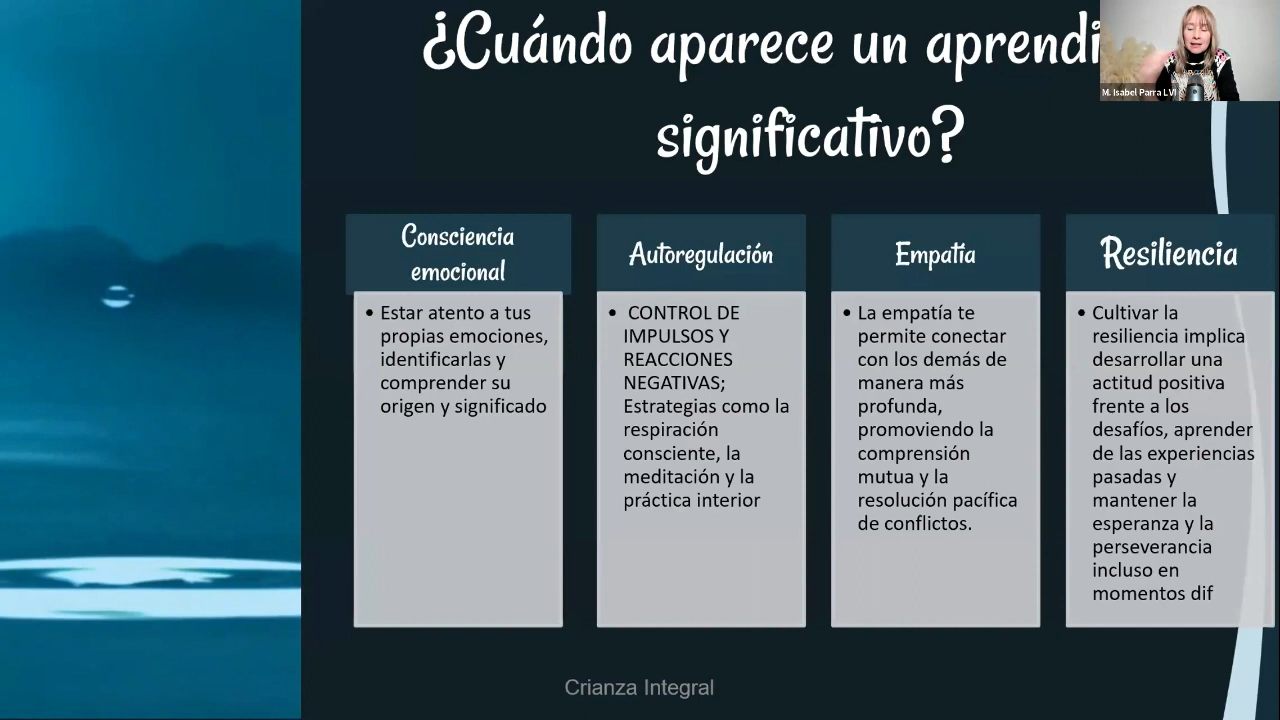 ¿Cuándo aparece un aprendi
significativo?
M. Isabel Parra LVI
Consciencia
emocional
• Estar atento a tus
propias emociones,
identificarlas y
comprender su
origen y significado
Autoregulación
• CONTROL DE
IMPULSOS Y
REACCIONES
NEGATIVAS;
Estrategias como la
respiración
consciente, la
meditación y la
práctica interior
Empatía
• La empatía te
permite conectar
con los demás de
manera más
profunda,
promoviendo la
comprensión
mutua y la
resolución pacífica
de conflictos.
Resiliencia
• Cultivar la
resiliencia implica
desarrollar una
actitud positiva
frente a los
desafíos, aprender
de las experiencias
pasadas y
mantener la
esperanza y la
perseverancia
incluso en
momentos dif
Crianza Integral